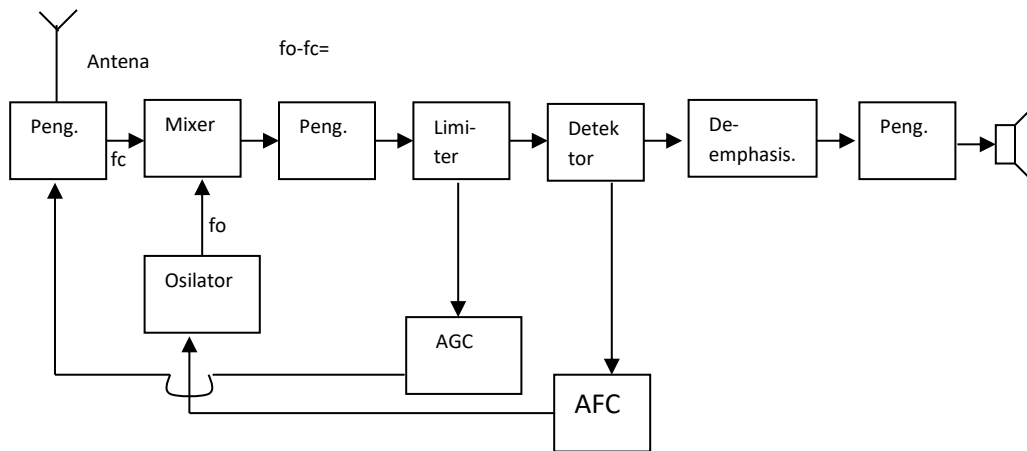 fo-fc=
Antena
Peng.
fc
Mixer
Peng.
Limi-
ter
Detek
tor
De-
emphasis.
Peng.
fo
Osilator
AGC
AFC